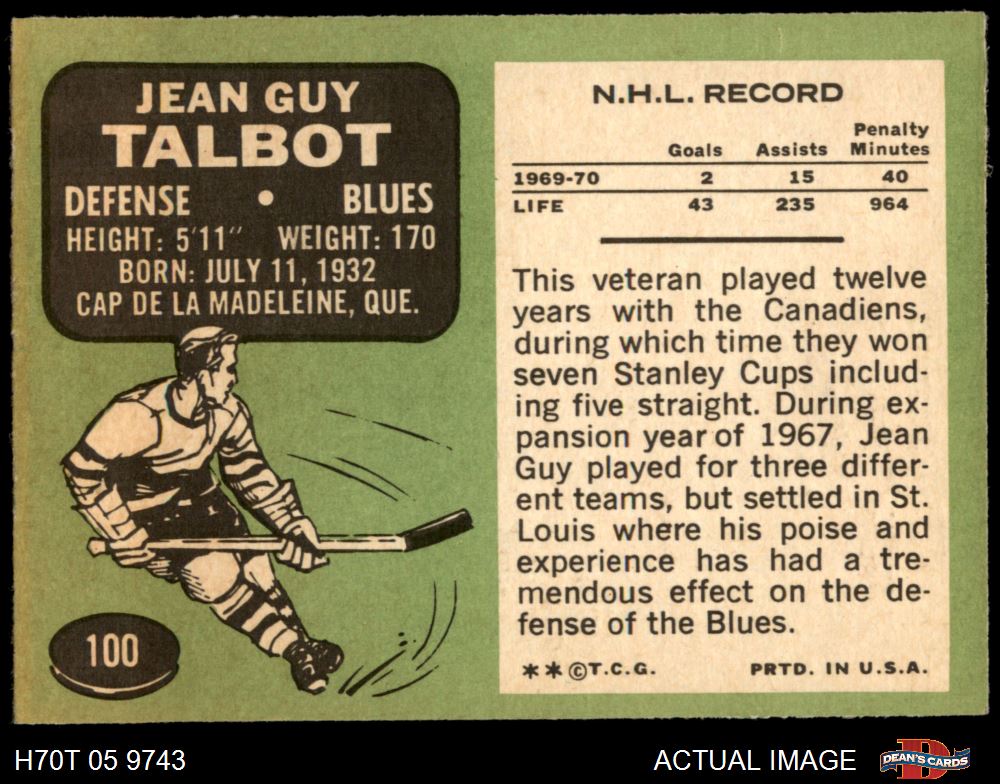 JEAN GUY
TALBOT
DEFENSE • BLUES
HEIGHT: 5'11" WEIGHT: 170
BORN: JULY 11, 1932
CAP DE LA MADELEINE, QUE.
100
N.H.L. RECORD
Goals Assists Penalty Minutes
1969-70 2 15 40
LIFE 43 235 964
This veteran played twelve
years with the Canadiens,
during which time they won
seven Stanley Cups includ-
ing five straight. During ex-
pansion year of 1967, Jean
Guy played for three differ-
ent teams, but settled in St.
Louis where his poise and
experience has had a tre-
mendous effect on the de-
fense of the Blues.
**©T.C.G. PRTD. IN U.S.A.
H70T 05 9743 ACTUAL IMAGE D DEAN'S CARDS